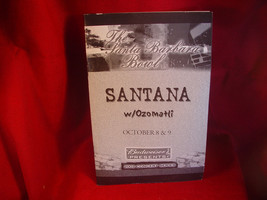 The
Santa Barbara
Bowl
SANTANA
w/Ozomatli
OCTOBER 8 & 9
Budweiser
PRESENTS